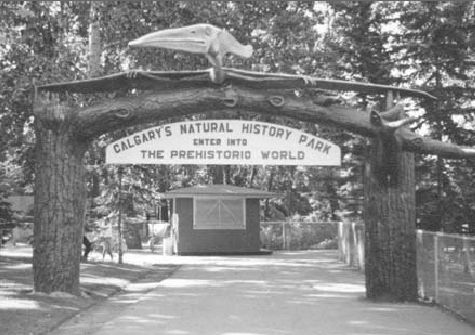 CALGARY'S NATURAL HISTORY PARK
ENTER INTO
THE PREHISTORIC WORLD